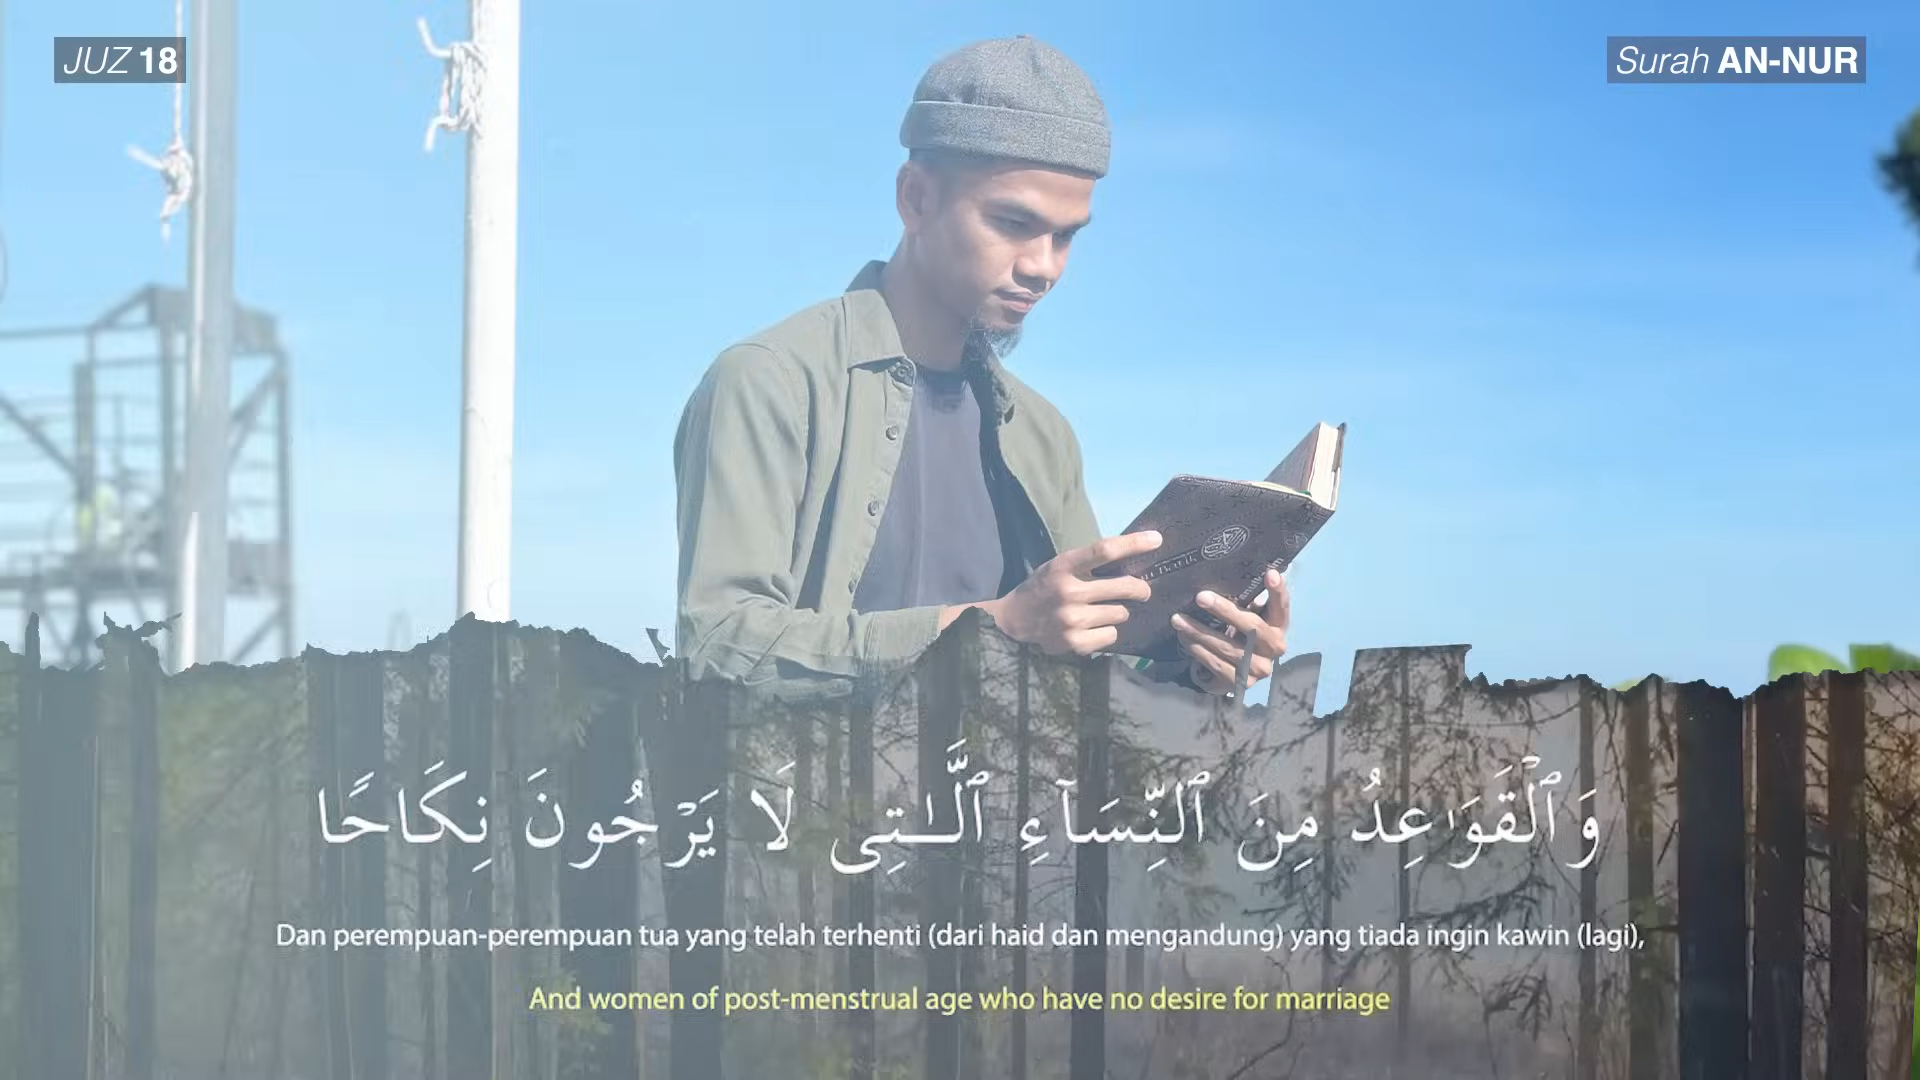 JUZ 18
Surah AN-NUR
وَٱلْقَوَٰعِدُ مِنَ ٱلنِّسَآءِ ٱلَّـٰتِى لَا يَرْجُونَ نِكَاحًا
Dan perempuan-perempuan tua yang telah terhenti (dari haid dan mengandung) yang tiada ingin kawin (lagi),
And women of post-menstrual age who have no desire for marriage